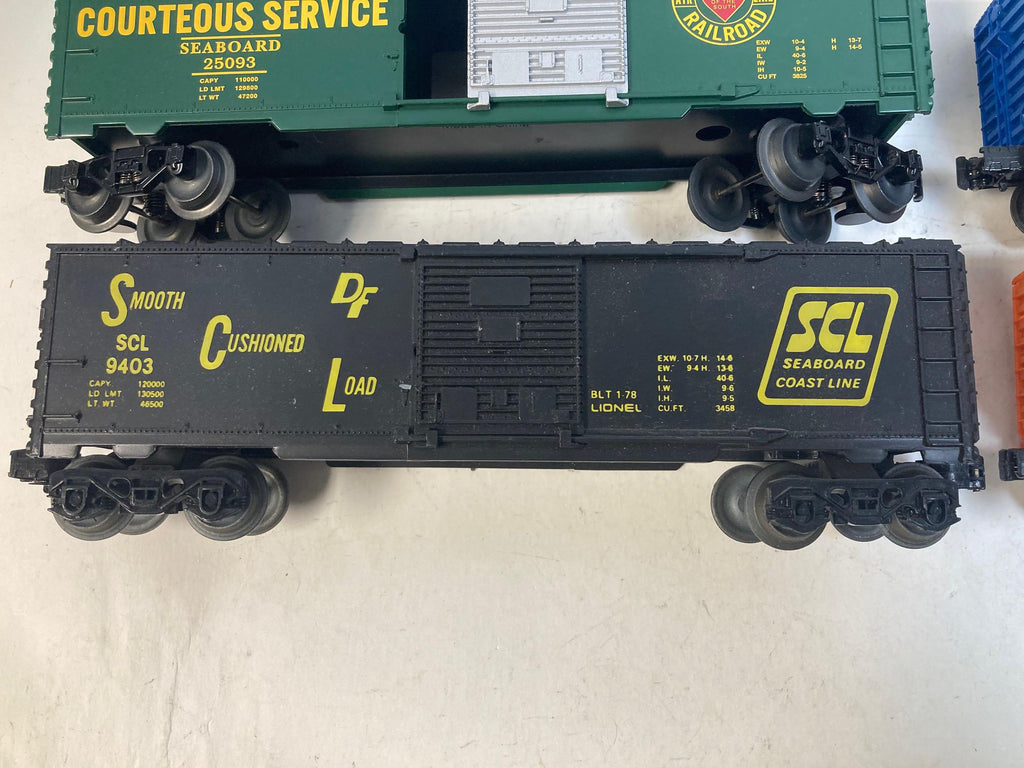 COURTEOUS SERVICE
SEABOARD
25093
CAPY 110000
LD LMT 129800
LT WT 47200
OF THE
SOUTH
RAILROAD
EXW 10-4 H 13-7
EW 9-4 H 14-5
IL 40-6
IW 9-2
IH 10-5
CU FT 3825
SMOOTH
CUSHIONED
LOAD
DF
SCL
9403
CAPY 120000
LD LMT 130500
LT. WT 46500
BLT 1-78
LIONEL
EXW. 10-7 H. 14-6
EW. 9-4 H. 13-6
I.L. 40-6
I.W. 9-6
I.H. 9-5
CU.FT. 3458
SCL
SEABOARD
COAST LINE